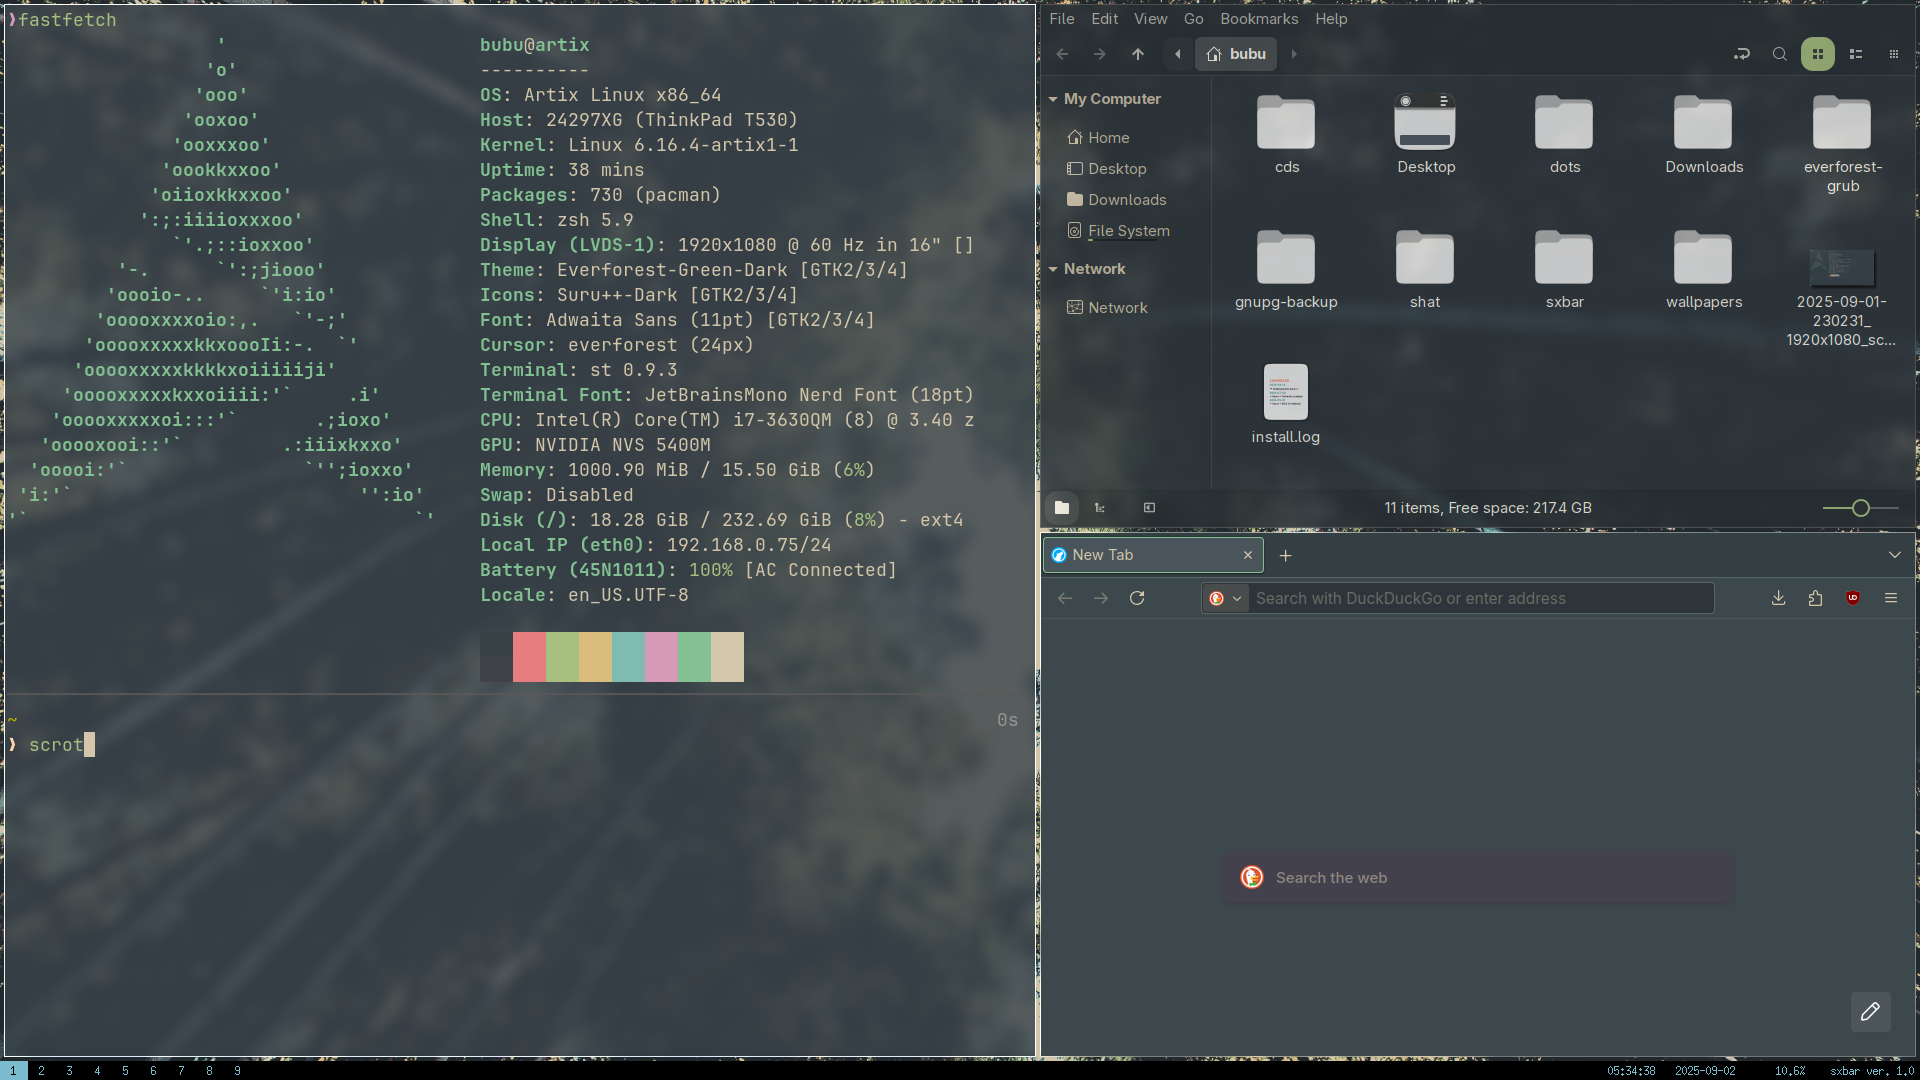 ❯fastfetch
'
'o'
'ooo'
'ooxoo'
'ooxxxoo'
'oookkxxoo'
'oiioxkkxxoo'
':;:iiiioxxxoo'
`'.;::ioxxoo'
'-.      `':;jiooo'
'oooio-..     `'i:io'
'ooooxxxxoio:,.   `'-;'
'ooooxxxxxkkxoooIi:-.  `'
'ooooxxxxxkkkkxoiiiiiji'
'ooooxxxxxkxxoiiii:'`     .i'
'ooooxxxxxoi:::'`       .;ioxo'
'ooooxooi::'`         .:iiixkxxo'
'ooooi:'`                `'';ioxxo'
'i:'`                          '':io'
'`                                   `'
bubu@artix
----------
OS: Artix Linux x86_64
Host: 24297XG (ThinkPad T530)
Kernel: Linux 6.16.4-artix1-1
Uptime: 38 mins
Packages: 730 (pacman)
Shell: zsh 5.9
Display (LVDS-1): 1920x1080 @ 60 Hz in 16" []
Theme: Everforest-Green-Dark [GTK2/3/4]
Icons: Suru++-Dark [GTK2/3/4]
Font: Adwaita Sans (11pt) [GTK2/3/4]
Cursor: everforest (24px)
Terminal: st 0.9.3
Terminal Font: JetBrainsMono Nerd Font (18pt)
CPU: Intel(R) Core(TM) i7-3630QM (8) @ 3.40 z
GPU: NVIDIA NVS 5400M
Memory: 1000.90 MiB / 15.50 GiB (6%)
Swap: Disabled
Disk (/): 18.28 GiB / 232.69 GiB (8%) - ext4
Local IP (eth0): 192.168.0.75/24
Battery (45N1011): 100% [AC Connected]
Locale: en_US.UTF-8
~
0s
❯ scrot
File Edit View Go Bookmarks Help
bubu
My Computer
Home
Desktop
Downloads
File System
Network
Network
cds
Desktop
dots
Downloads
everforest-
grub
gnupg-backup
shat
sxbar
wallpapers
2025-09-01-
230231_
1920x1080_sc...
install.log
11 items, Free space: 217.4 GB
New Tab
Search with DuckDuckGo or enter address
Search the web
1 2 3 4 5 6 7 8 9
05:34:38 2025-09-02 10.6% sxbar ver. 1.0